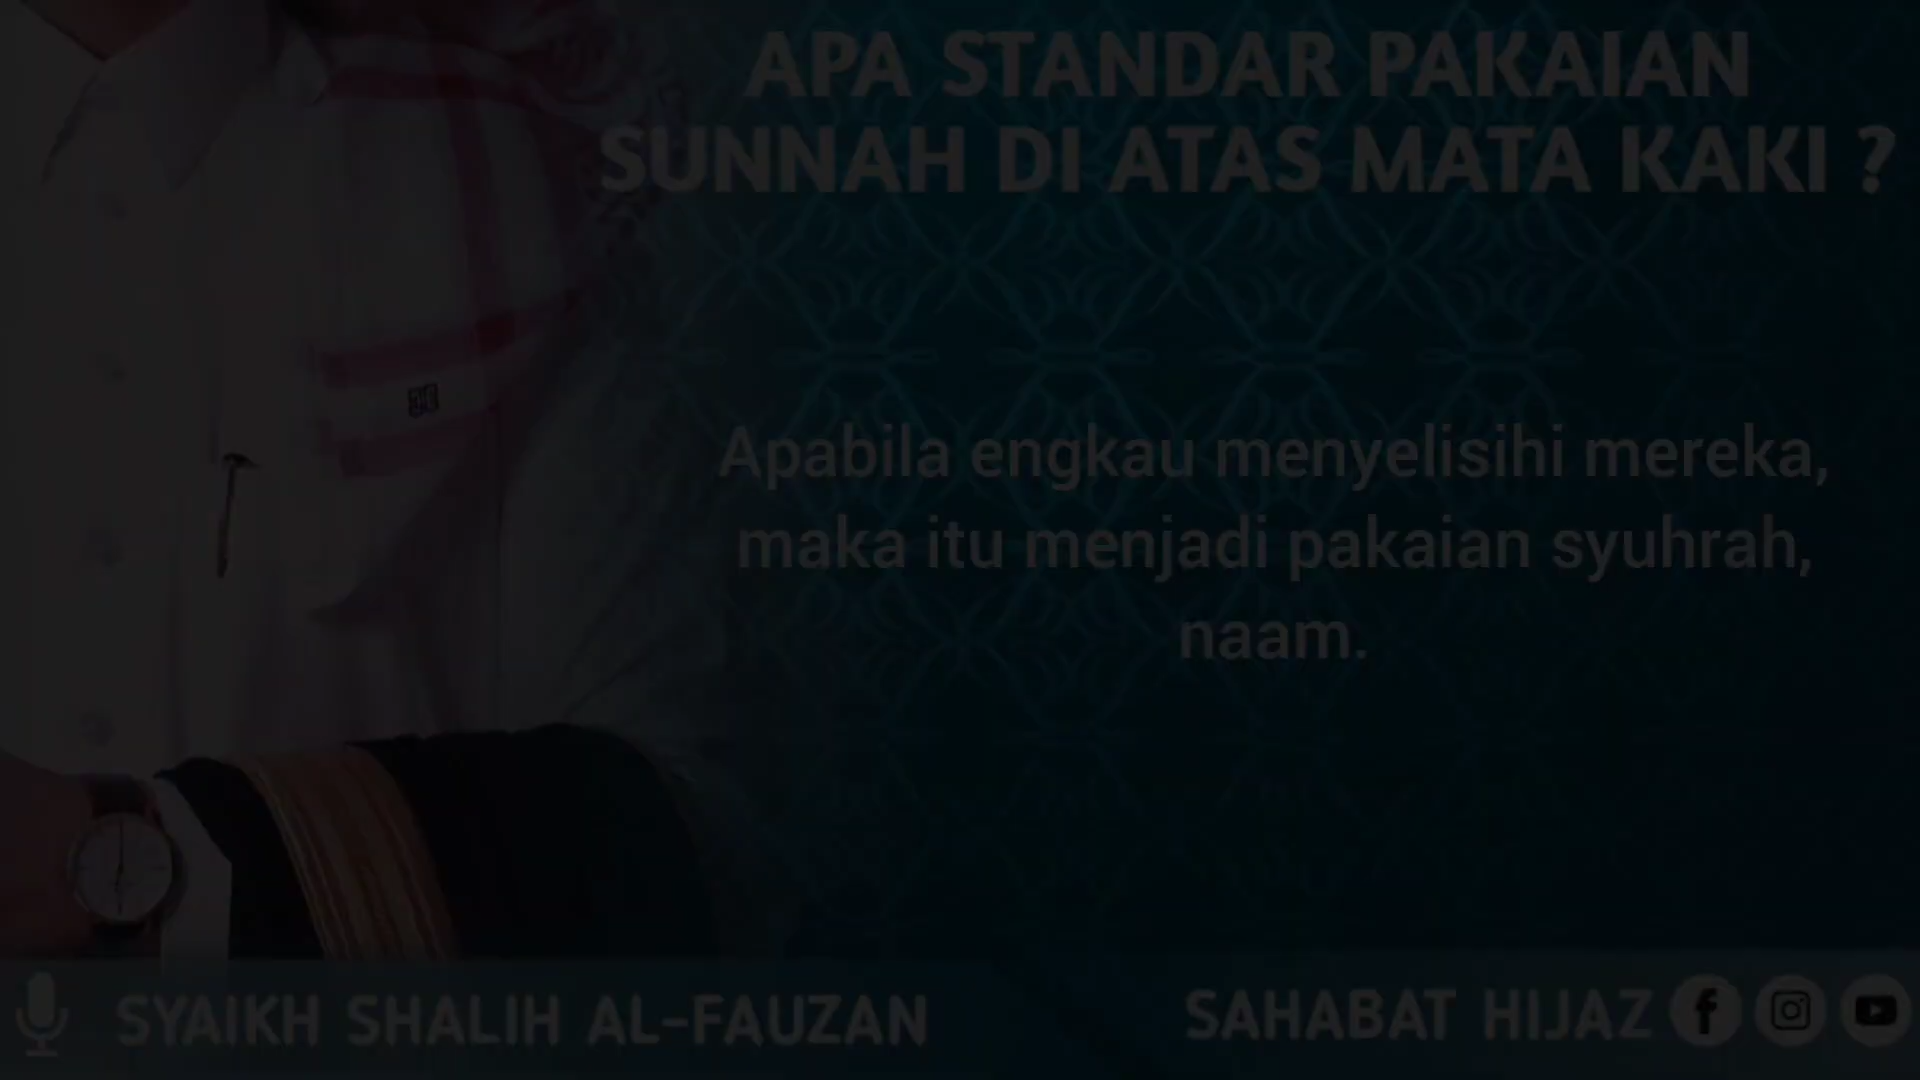 APA STANDAR PAKAIAN
SUNNAH DI ATAS MATA KAKI ?
Apabila engkau menyelisihi mereka,
maka itu menjadi pakaian syuhrah,
naam.
SYAIKH SHALIH AL-FAUZAN
SAHABAT HIJAZ